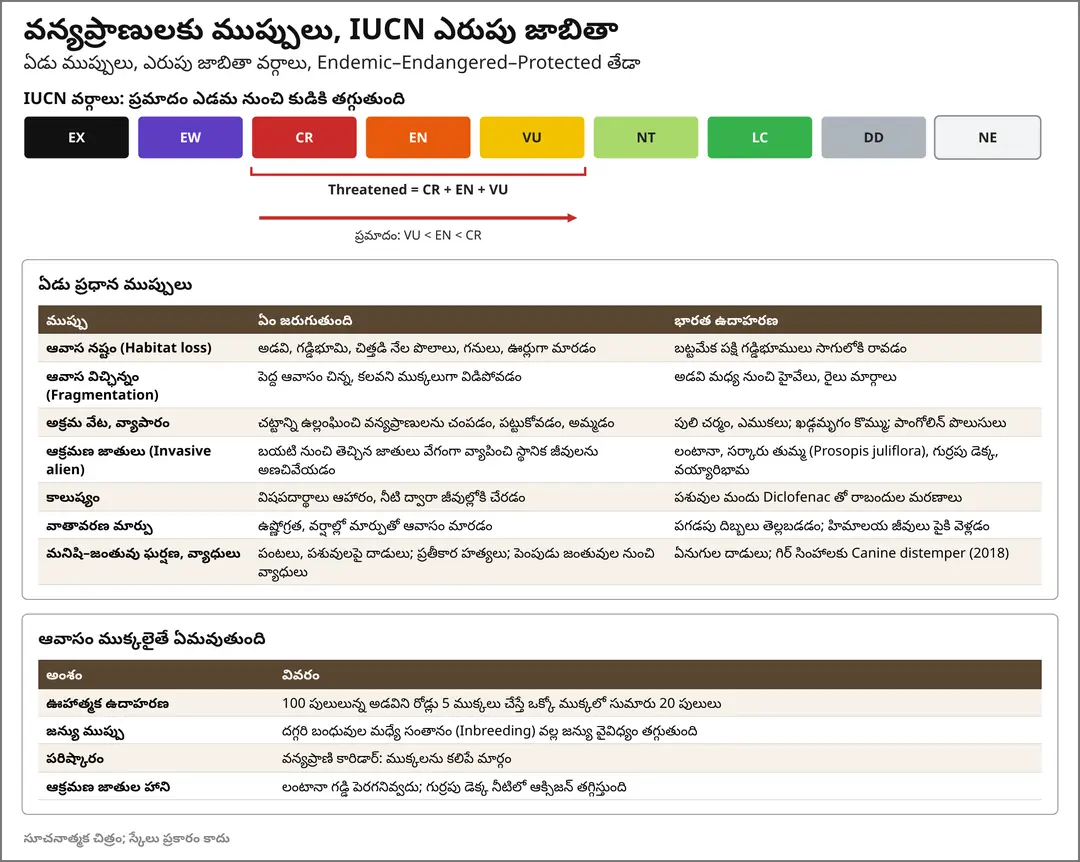 వన్యప్రాణులకు ముప్పులు, IUCN ఎరుపు జాబితా
ఏడు ముప్పులు, ఎరుపు జాబితా వర్గాలు, Endemic–Endangered–Protected తేడా
IUCN వర్గాలు: ప్రమాదం ఎడమ నుంచి కుడికి తగ్గుతుంది
EX EW CR EN VU NT LC DD NE
Threatened = CR + EN + VU
ప్రమాదం: VU < EN < CR
ఏడు ప్రధాన ముప్పులు
ముప్పు ఏం జరుగుతుంది భారత ఉదాహరణ
ఆవాస నష్టం (Habitat loss) అడవి, గడ్డిభూమి, చిత్తడి నేల పొలాలు, గనులు, ఊర్లుగా మారడం బట్టమేక పక్షి గడ్డిభూములు సాగులోకి రావడం
ఆవాస విచ్ఛిన్నం పెద్ద ఆవాసం చిన్న, కలవని ముక్కలుగా విడిపోవడం అడవి మధ్య నుంచి హైవేలు, రైలు మార్గాలు
(Fragmentation)
అక్రమ వేట, వ్యాపారం చట్టాన్ని ఉల్లంఘించి వన్యప్రాణులను చంపడం, పట్టుకోవడం, అమ్మడం పులి చర్మం, ఎముకలు; ఖడ్గమృగం కొమ్ము; పాంగోలిన్ పొలుసులు
ఆక్రమణ జాతులు (Invasive బయటి నుంచి తెచ్చిన జాతులు వేగంగా వ్యాపించి స్థానిక జీవులను లంటానా, సర్కారు తుమ్మ (Prosopis juliflora), గుర్రపు డెక్క,
alien) అణచివేయడం వయ్యారిభామ
కాలుష్యం విషపదార్థాలు ఆహారం, నీటి ద్వారా జీవుల్లోకి చేరడం పశువుల మందు Diclofenac తో రాబందుల మరణాలు
వాతావరణ మార్పు ఉష్ణోగ్రత, వర్షాల్లో మార్పుతో ఆవాసం మారడం పగడపు దిబ్బలు తెల్లబడడం; హిమాలయ జీవులు పైకి వెళ్లడం
మనిషి–జంతువు ఘర్షణ, వ్యాధులు పంటలు, పశువులపై దాడులు; ప్రతీకార హత్యలు; పెంపుడు జంతువుల నుంచి ఏనుగుల దాడులు; గిర్ సింహాలకు Canine distemper (2018)
వ్యాధులు
ఆవాసం ముక్కలైతే ఏమవుతుంది
అంశం వివరం
ఊహాత్మక ఉదాహరణ 100 పులులున్న అడవిని రోడ్లు 5 ముక్కలు చేస్తే ఒక్కో ముక్కలో సుమారు 20 పులులు
జన్యు ముప్పు దగ్గరి బంధువుల మధ్యే సంతానం (Inbreeding) వల్ల జన్యు వైవిధ్యం తగ్గుతుంది
పరిష్కారం వన్యప్రాణి కారిడార్: ముక్కలను కలిపే మార్గం
ఆక్రమణ జాతుల హాని లంటానా గడ్డి పెరగనివ్వదు; గుర్రపు డెక్క నీటిలో ఆక్సిజన్ తగ్గిస్తుంది
సూచనాత్మక చిత్రం; స్కేలు ప్రకారం కాదు